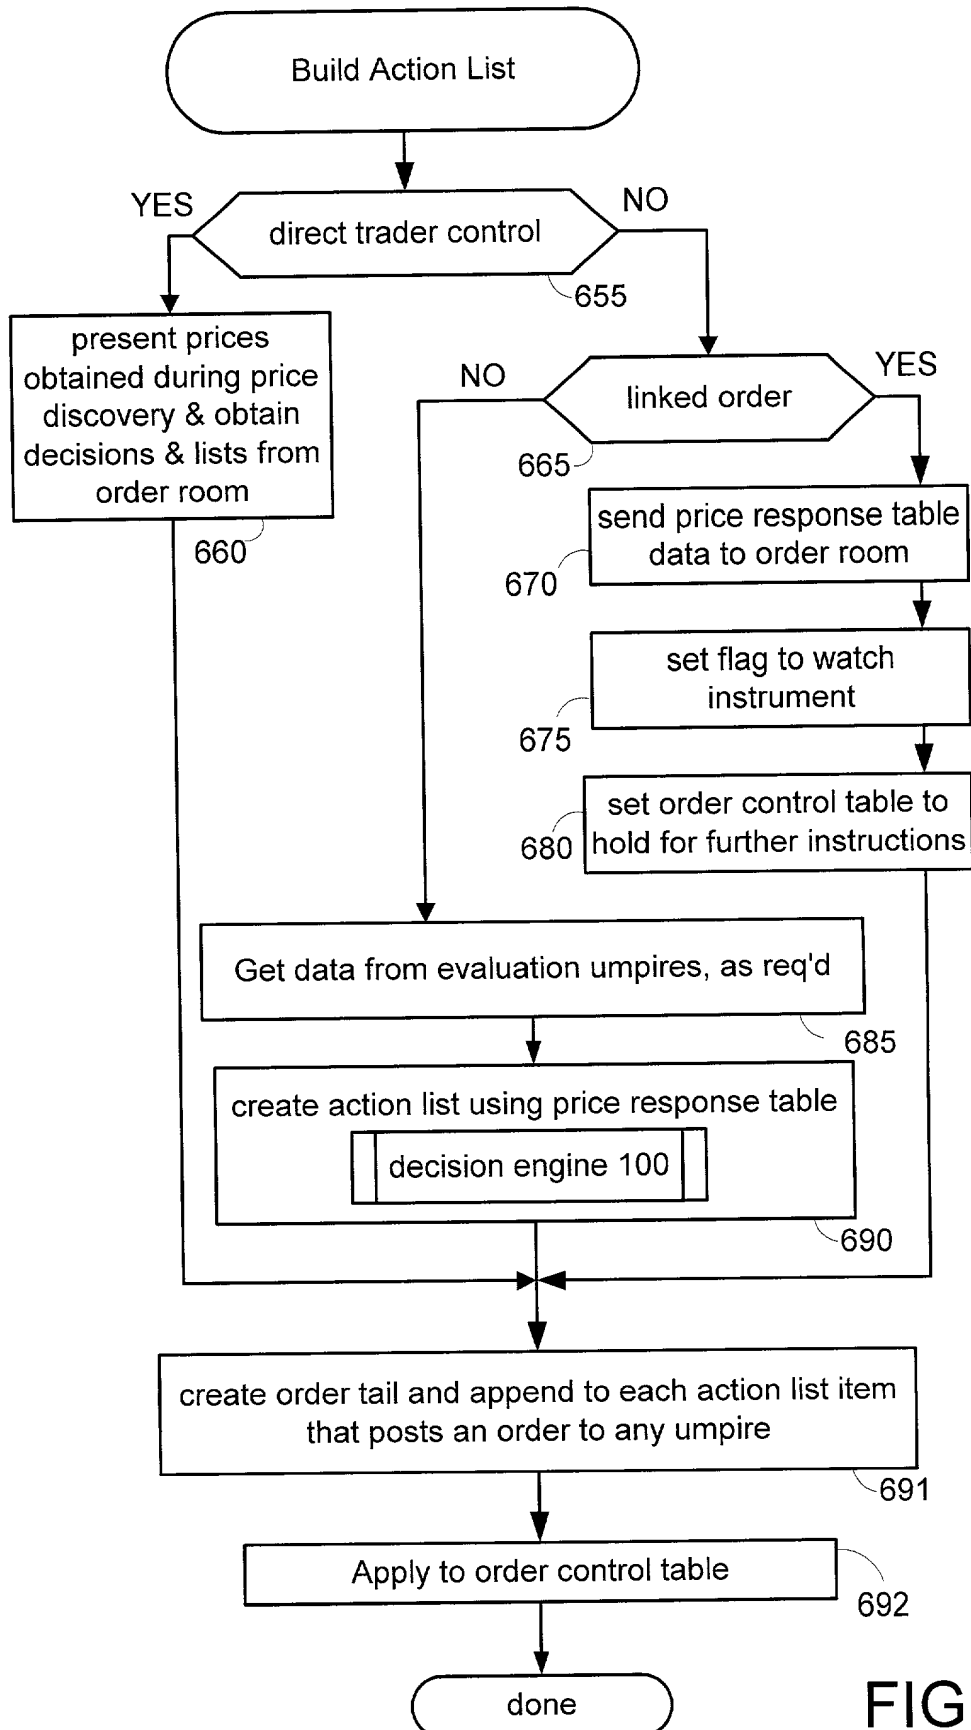 Build Action List
YES
NO
direct trader control
655
present prices
obtained during price
discovery & obtain
decisions & lists from
order room
660
NO
YES
linked order
665
send price response table
data to order room
670
set flag to watch
instrument
675
set order control table to
hold for further instructions
680
Get data from evaluation umpires, as req'd
685
create action list using price response table
decision engine 100
690
create order tail and append to each action list item
that posts an order to any umpire
691
Apply to order control table
692
done
FIG